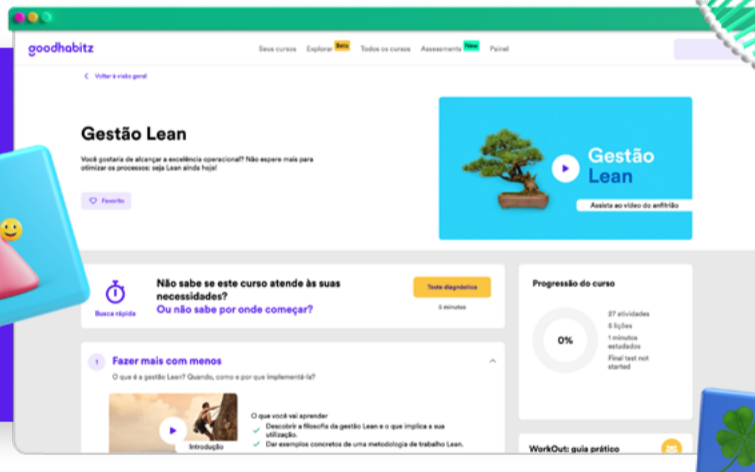 goodhabitz
Seus cursos Explorar Beta Todos os cursos Assessments New Painel
Voltar à visão geral
Gestão Lean
Você gostaria de alcançar a excelência operacional? Não espere mais para
otimizar os processos: seja Lean ainda hoje!
Favorito
Gestão
Lean
Assista ao vídeo do anfitrião
Busca rápida
Não sabe se este curso atende às suas
necessidades?
Ou não sabe por onde começar?
Teste diagnóstico
5 minutos
1 Fazer mais com menos
O que é a gestão Lean? Quando, como e por que implementá-la?
Introdução
O que você vai aprender
Descobrir a filosofia da gestão Lean e o que implica a sua
utilização.
Dar exemplos concretos de uma metodologia de trabalho Lean.
Progressão do curso
0%
27 atividades
6 lições
1 minutos
estudados
Final test not
started
WorkOut: guia prático